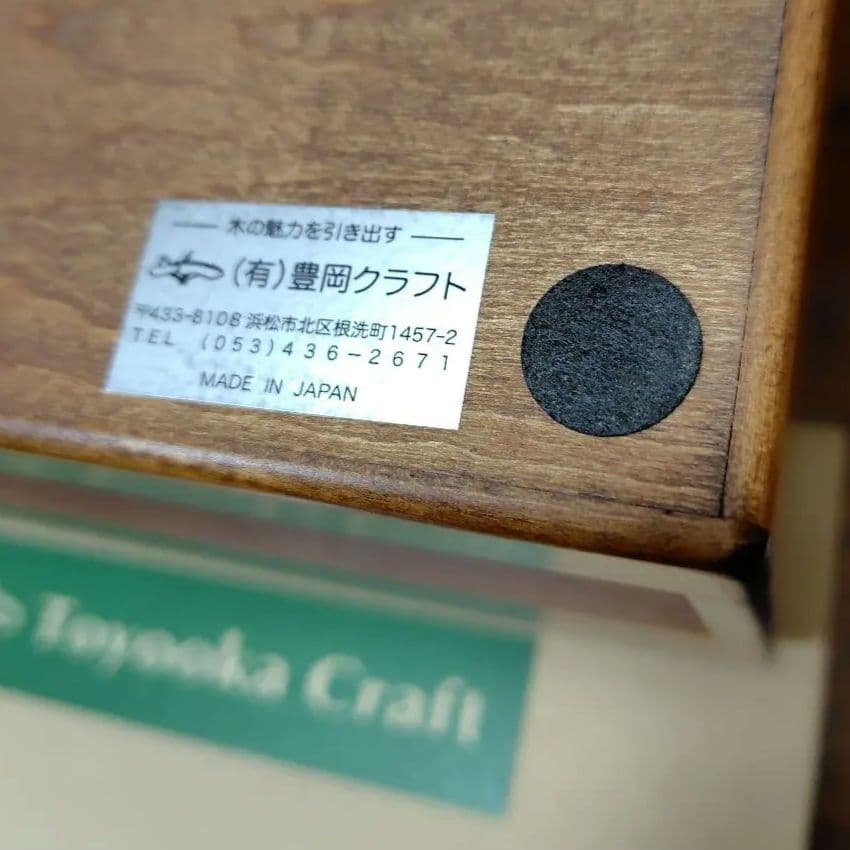 木の魅力を引き出す
(有)豊岡クラフト
〒433-8108 浜松市北区根洗町1457-2
TEL (053)436-2671
MADE IN JAPAN
Toyooka Craft